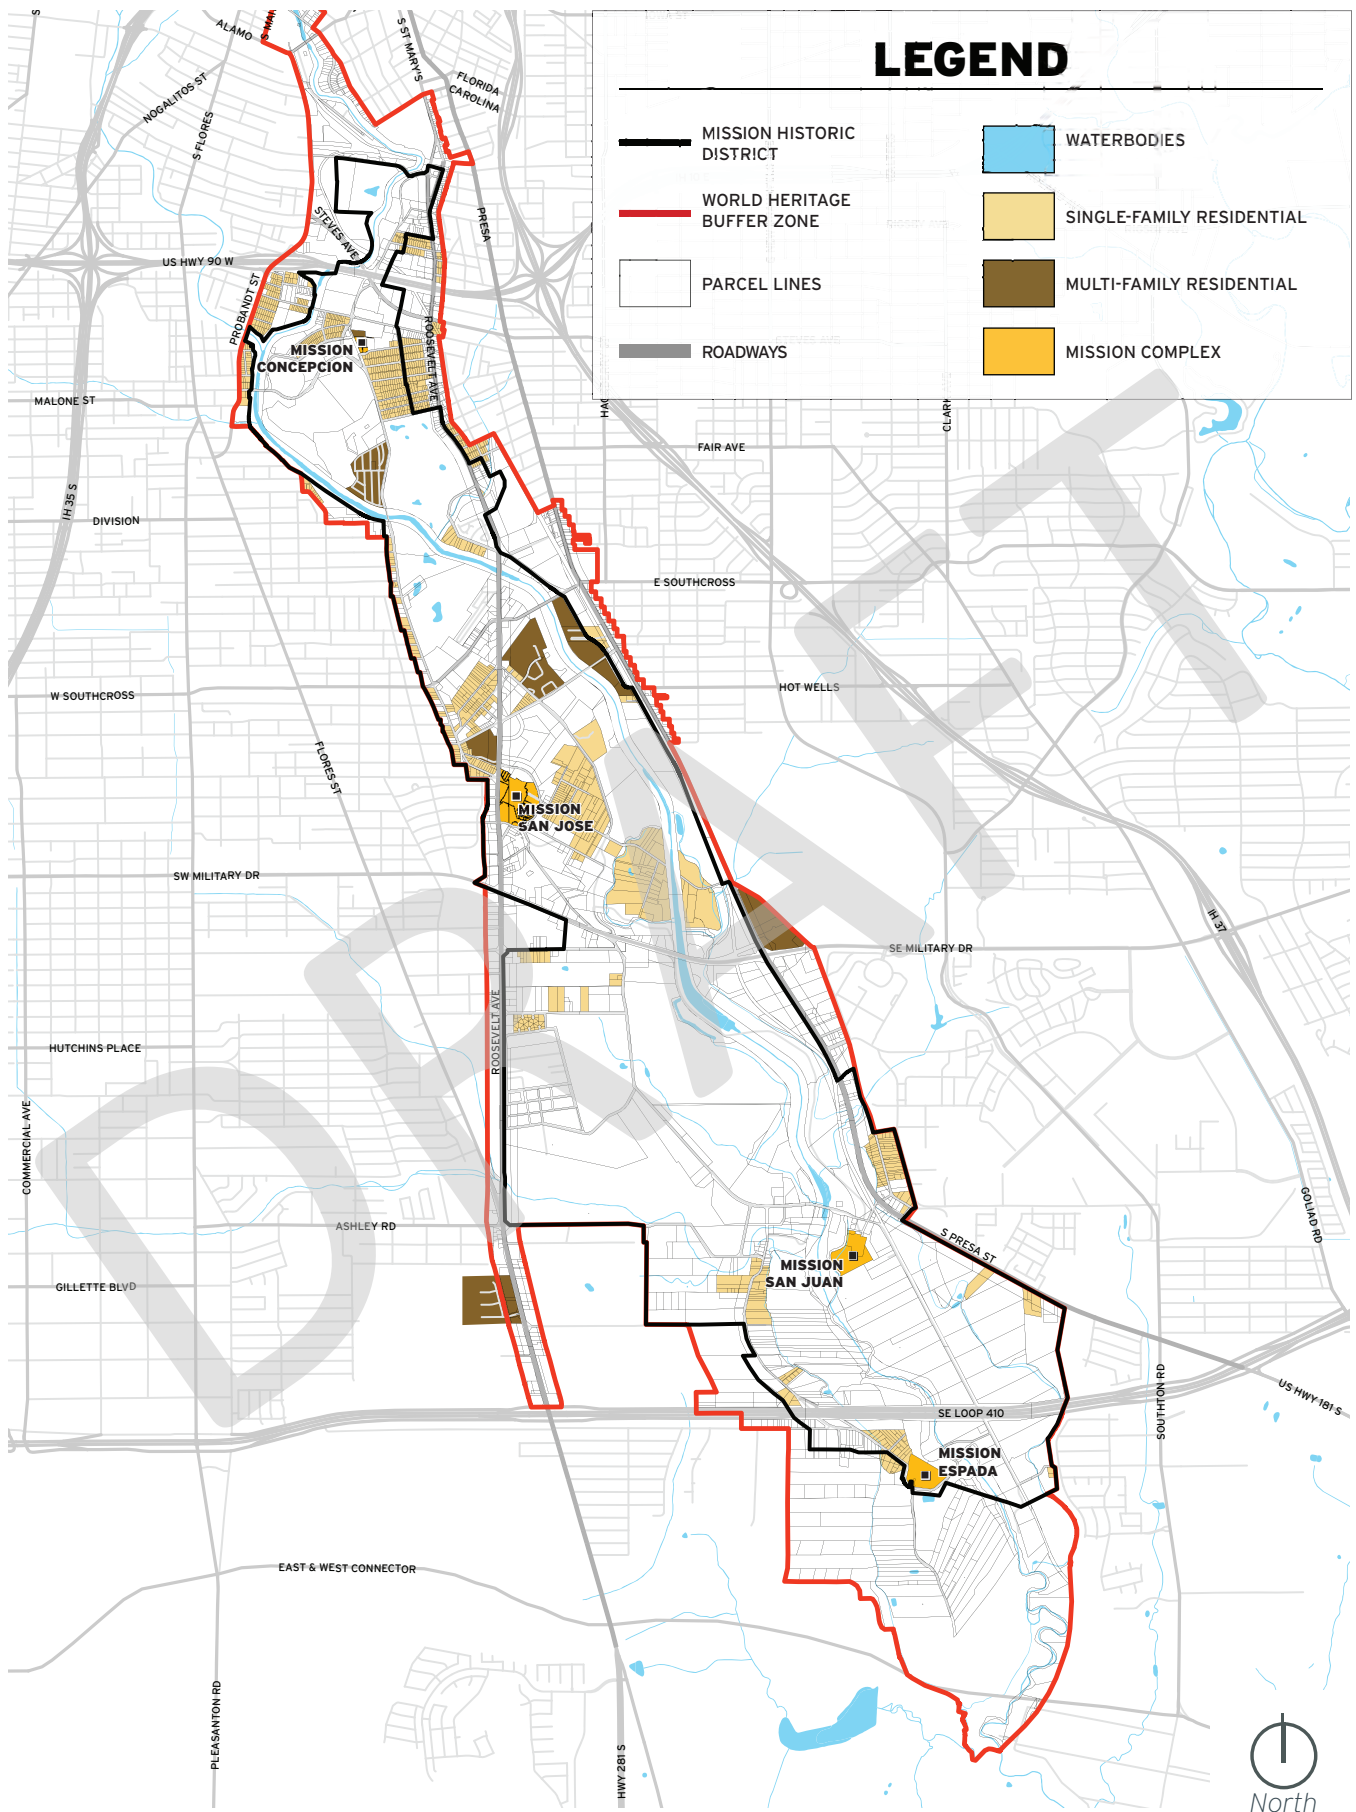 LEGEND
MISSION HISTORIC
DISTRICT
WORLD HERITAGE
BUFFER ZONE
PARCEL LINES
ROADWAYS
WATERBODIES
SINGLE-FAMILY RESIDENTIAL
MULTI-FAMILY RESIDENTIAL
MISSION COMPLEX
ALAMO
S ST MARY'S
FLORIDA
CAROLINA
NOGALITOS ST
S FLORES
PRESA
STEVES AVE
US HWY 90 W
PROBANDT ST
ROOSEVELT AVE
MISSION
CONCEPCION
MALONE ST
FAIR AVE
IH 35 S
DIVISION
E SOUTHCROSS
W SOUTHCROSS
HOT WELLS
FLORES ST
MISSION
SAN JOSE
SW MILITARY DR
SE MILITARY DR
IH 37
ROOSEVELT AVE
HUTCHINS PLACE
COMMERCIAL AVE
ASHLEY RD
GOLIAD RD
S PRESA ST
MISSION
SAN JUAN
GILLETTE BLVD
SE LOOP 410
SOUTHTON RD
US HWY 181 S
MISSION
ESPADA
EAST & WEST CONNECTOR
PLEASANTON RD
HWY 281 S
North
DRAFT